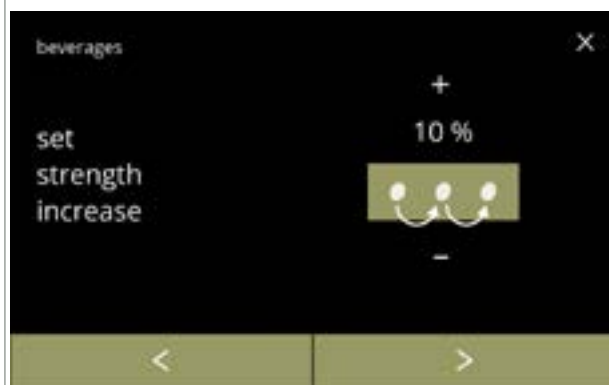 beverages
X
+
10 %
set
strength
increase
-
<
>